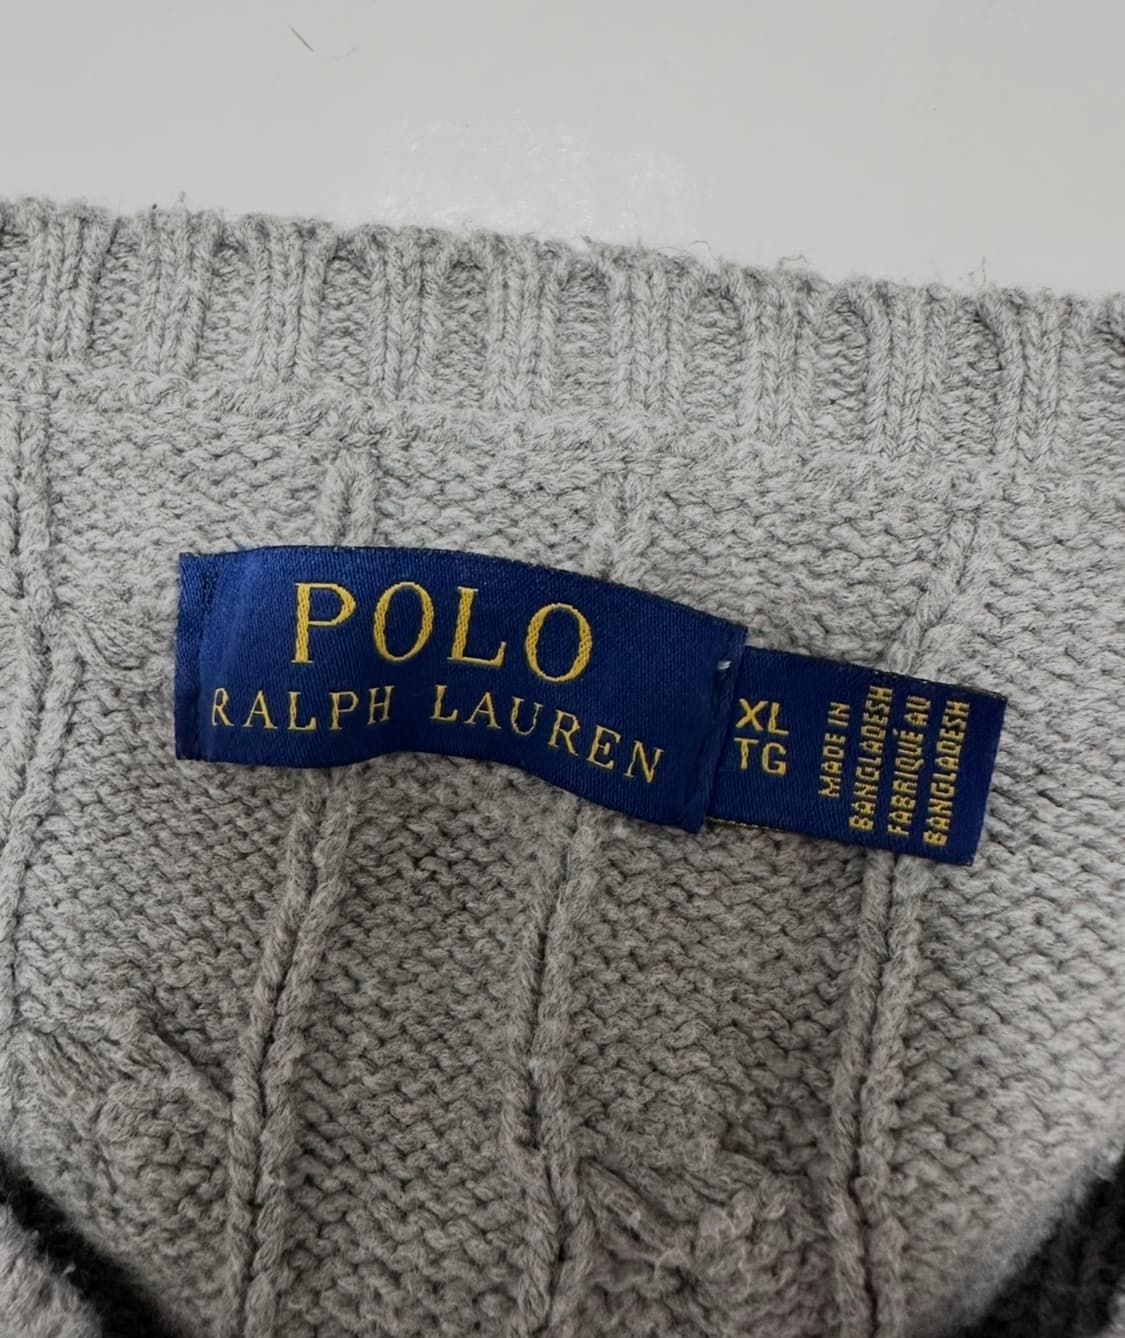 POLO
RALPH LAUREN
XL
TG
MADE IN
BANGLADESH
FABRIQUÉ AU
BANGLADESH